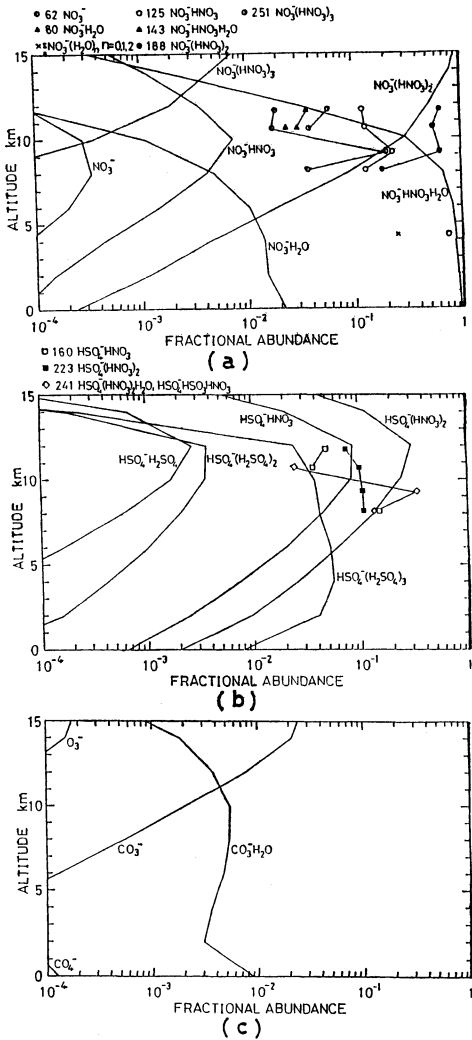 ● 62 NO₃⁻ ○ 125 NO₃⁻HNO₃ ⊙ 251 NO₃⁻(HNO₃)₃
▲ 80 NO₃⁻H₂O ▲ 143 NO₃⁻HNO₃H₂O
×NO₃⁻(H₂O)ₙ n=0,1,2 ● 188 NO₃⁻(HNO₃)₂
15
NO₃⁻(HNO₃)₃
NO₃⁻(HNO₃)₂
10
NO₃⁻HNO₃
NO₃⁻
NO₃⁻HNO₃H₂O
5
NO₃⁻H₂O
0
ALTITUDE km
10⁻⁴ 10⁻³ 10⁻² 10⁻¹ 1
FRACTIONAL ABUNDANCE
(a)
□ 160 HSO₄⁻HNO₃
■ 223 HSO₄⁻(HNO₃)₂
◇ 241 HSO₄⁻(HNO₃)₂H₂O, HSO₄⁻HSO₃HNO₃
15
HSO₄⁻HNO₃
HSO₄⁻(HNO₃)₂
10
HSO₄⁻H₂SO₄
HSO₄⁻(H₂SO₄)₂
5
HSO₄⁻(H₂SO₄)₃
0
ALTITUDE km
10⁻⁴ 10⁻³ 10⁻² 10⁻¹ 1
FRACTIONAL ABUNDANCE
(b)
15
O₃⁻
10
CO₃⁻
CO₃⁻H₂O
5
CO₄⁻
0
ALTITUDE km
10⁻⁴ 10⁻³ 10⁻² 10⁻¹ 1
FRACTIONAL ABUNDANCE
(c)